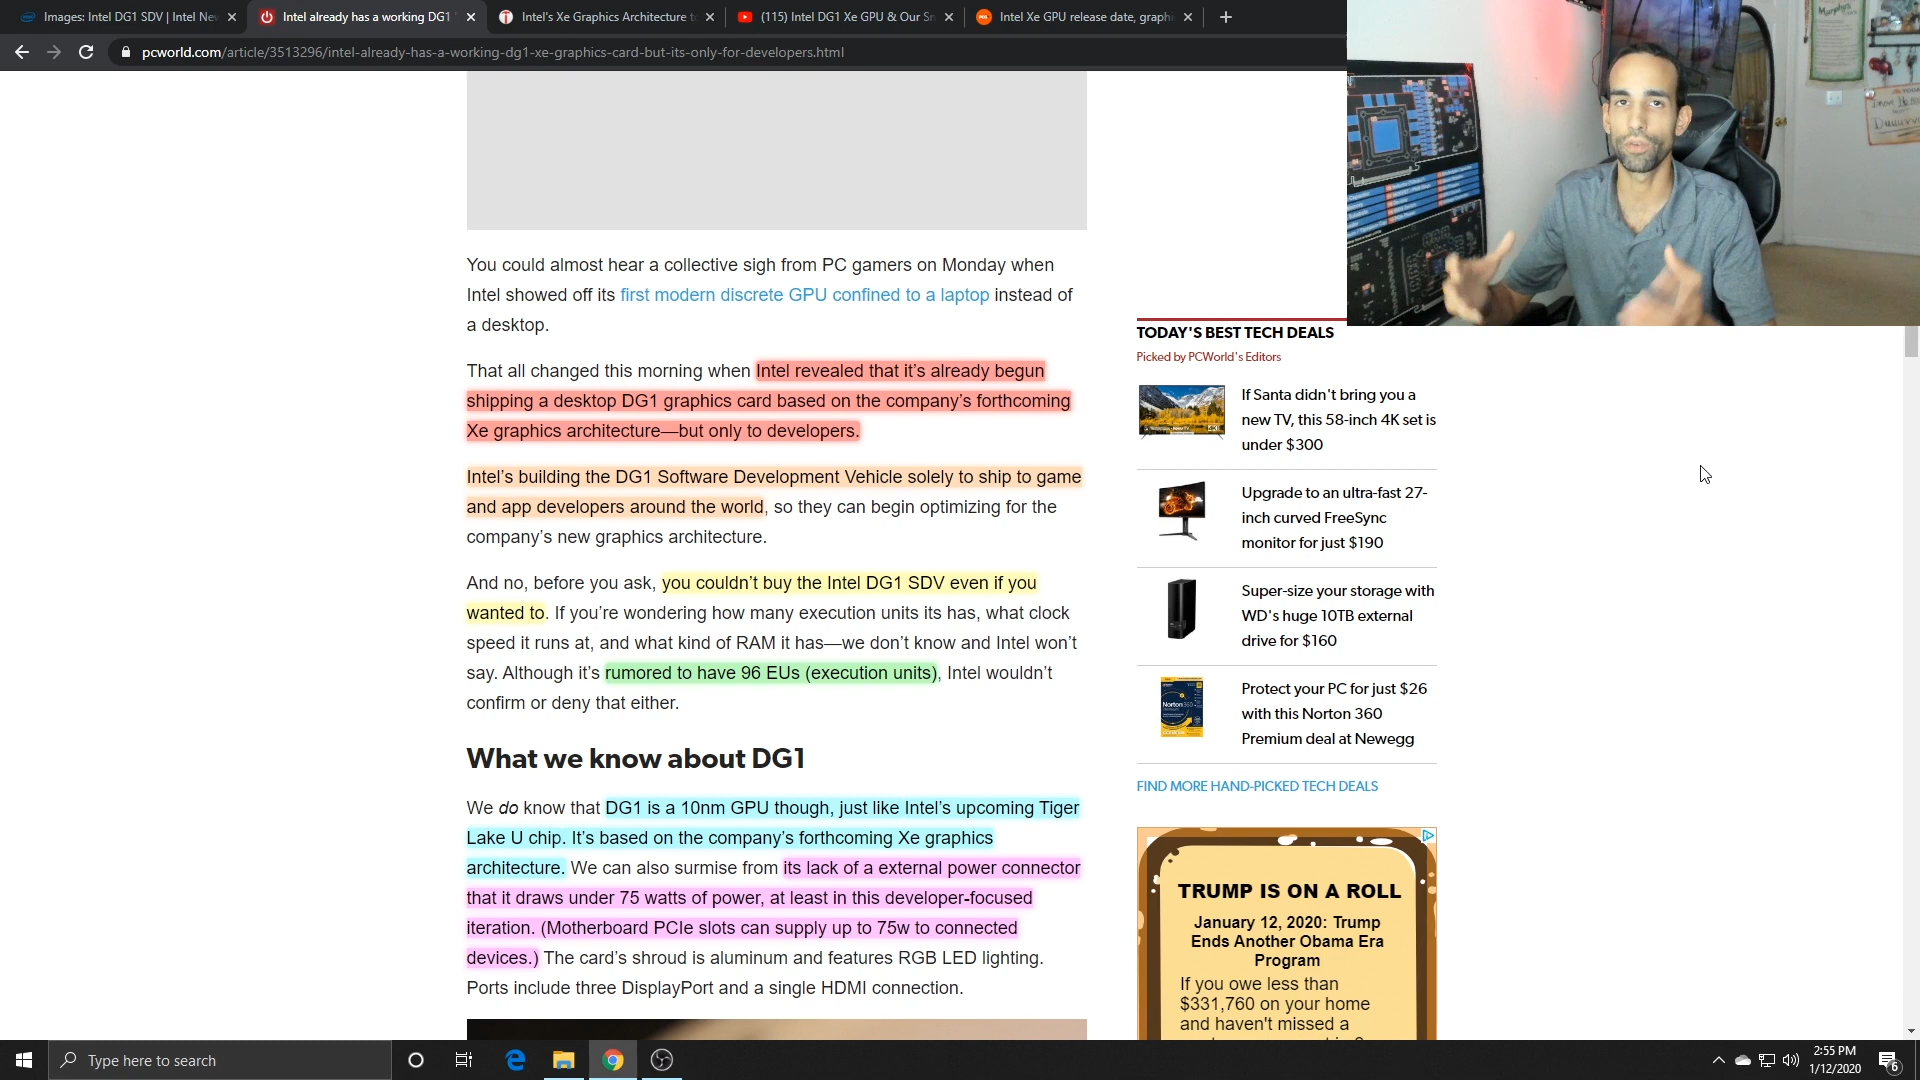 Images: Intel DG1 SDV | Intel Ne
Intel already has a working DG1
Intel's Xe Graphics Architecture t
(115) Intel DG1 Xe GPU & Our Sn
Intel Xe GPU release date, graphi
pcworld.com/article/3513296/intel-already-has-a-working-dg1-xe-graphics-card-but-its-only-for-developers.html
You could almost hear a collective sigh from PC gamers on Monday when
Intel showed off its first modern discrete GPU confined to a laptop instead of
a desktop.
That all changed this morning when Intel revealed that it's already begun
shipping a desktop DG1 graphics card based on the company's forthcoming
Xe graphics architecture—but only to developers.
Intel's building the DG1 Software Development Vehicle solely to ship to game
and app developers around the world, so they can begin optimizing for the
company's new graphics architecture.
And no, before you ask, you couldn't buy the Intel DG1 SDV even if you
wanted to. If you're wondering how many execution units its has, what clock
speed it runs at, and what kind of RAM it has—we don't know and Intel won't
say. Although it's rumored to have 96 EUs (execution units), Intel wouldn't
confirm or deny that either.
What we know about DG1
We do know that DG1 is a 10nm GPU though, just like Intel's upcoming Tiger
Lake U chip. It's based on the company's forthcoming Xe graphics
architecture. We can also surmise from its lack of a external power connector
that it draws under 75 watts of power, at least in this developer-focused
iteration. (Motherboard PCIe slots can supply up to 75w to connected
devices.) The card's shroud is aluminum and features RGB LED lighting.
Ports include three DisplayPort and a single HDMI connection.
TODAY'S BEST TECH DEALS
Picked by PCWorld's Editors
If Santa didn't bring you a
new TV, this 58-inch 4K set is
under $300
Upgrade to an ultra-fast 27-
inch curved FreeSync
monitor for just $190
Super-size your storage with
WD's huge 10TB external
drive for $160
Norton 360
Protect your PC for just $26
with this Norton 360
Premium deal at Newegg
FIND MORE HAND-PICKED TECH DEALS
TRUMP IS ON A ROLL
January 12, 2020: Trump
Ends Another Obama Era
Program
If you owe less than
$331,760 on your home
and haven't missed a
Type here to search
2:55 PM
1/12/2020
6